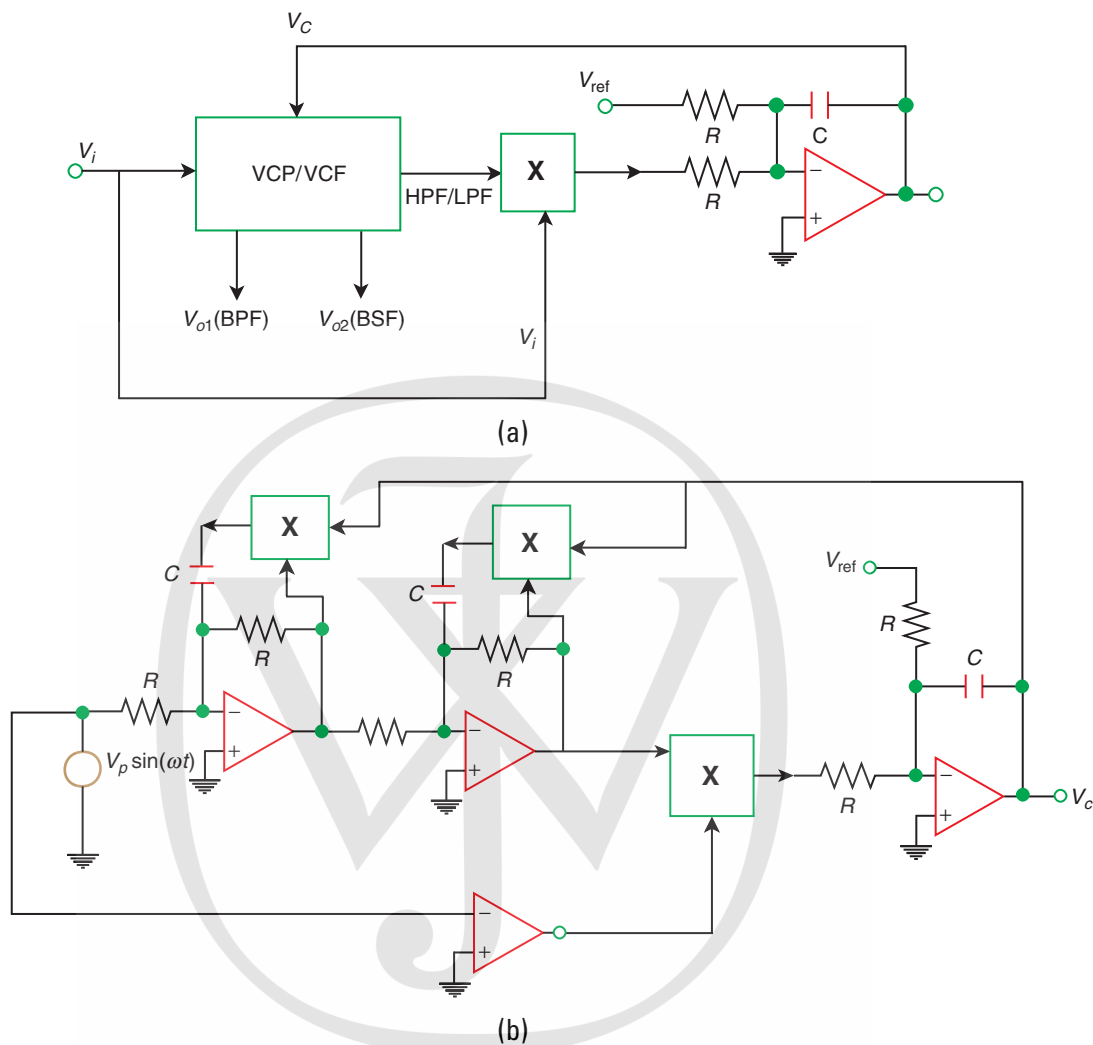 V_C
V_ref
R
C
V_i
VCP/VCF
X
HPF/LPF
R
−
+
V_o1(BPF)
V_o2(BSF)
V_i
(a)
X
X
C
C
V_ref
R
R
R
C
R
−
+
V_p sin(ωt)
−
+
X
R
−
+
V_c
−
+
(b)